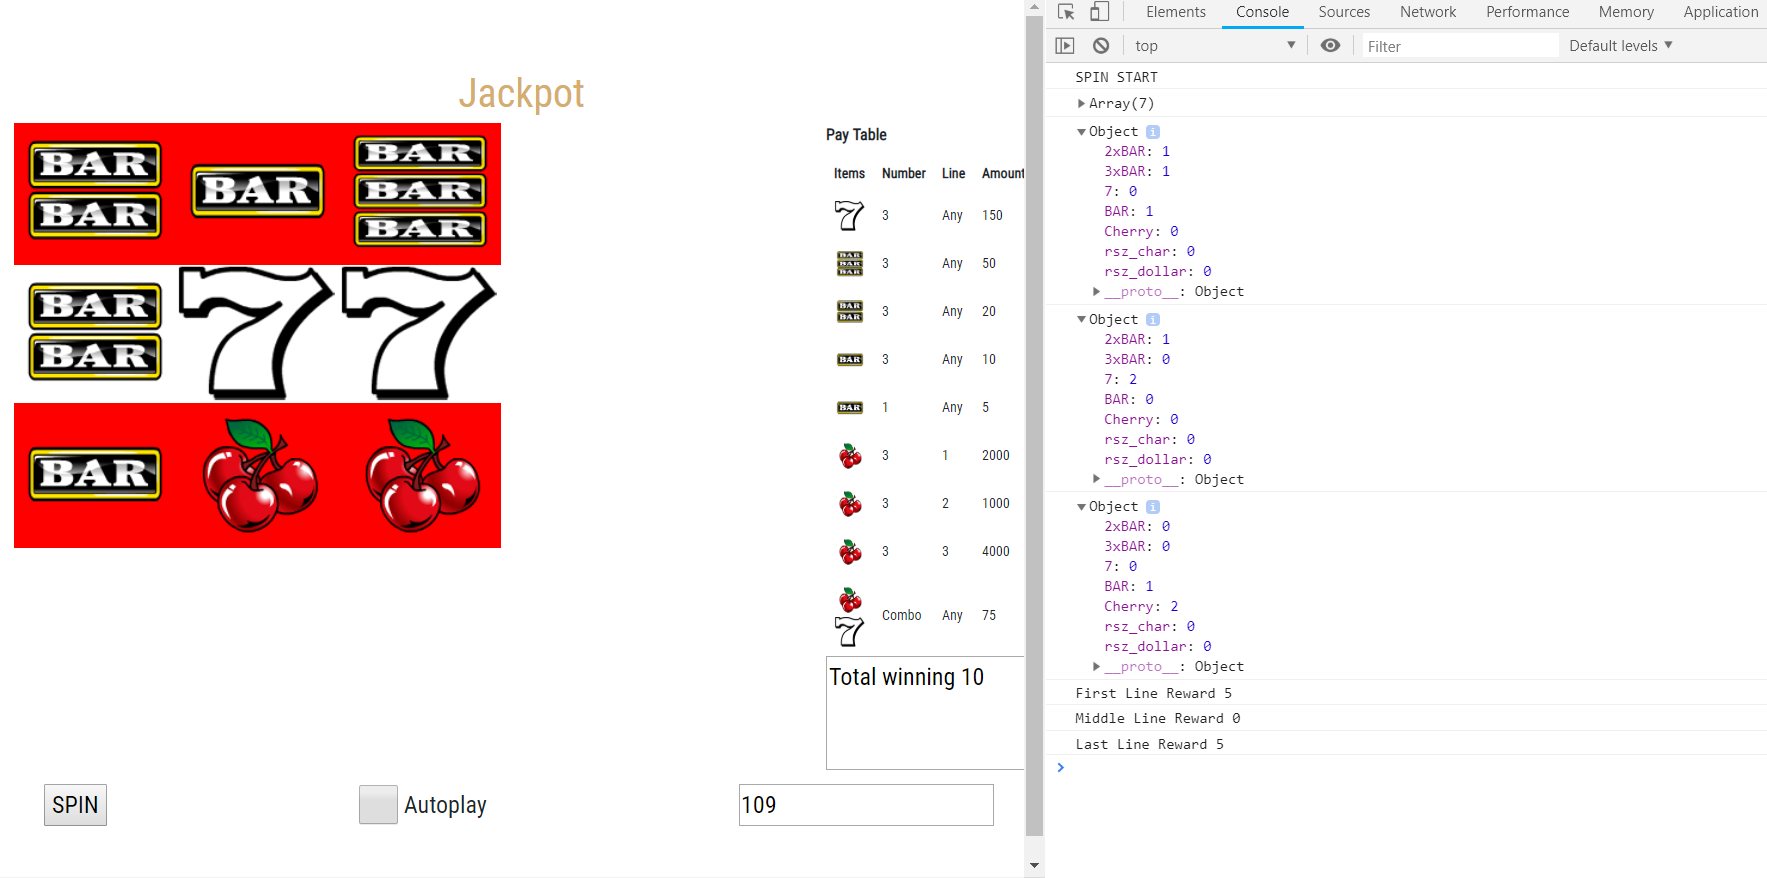 Jackpot
BAR BAR BAR
BAR BAR
BAR
BAR 7 7
BAR
BAR
Pay Table
Items Number Line Amount
7 3 Any 150
BAR BAR BAR 3 Any 50
BAR BAR 3 Any 20
BAR 3 Any 10
BAR 1 Any 5
3 1 2000
3 2 1000
3 3 4000
7 Combo Any 75
Total winning 10
SPIN Autoplay 109
Elements Console Sources Network Performance Memory Application
top Filter Default levels
SPIN START
Array(7)
Object i
2xBAR: 1
3xBAR: 1
7: 0
BAR: 1
Cherry: 0
rsz_char: 0
rsz_dollar: 0
__proto__: Object
Object i
2xBAR: 1
3xBAR: 0
7: 2
BAR: 0
Cherry: 0
rsz_char: 0
rsz_dollar: 0
__proto__: Object
Object i
2xBAR: 0
3xBAR: 0
7: 0
BAR: 1
Cherry: 2
rsz_char: 0
rsz_dollar: 0
__proto__: Object
First Line Reward 5
Middle Line Reward 0
Last Line Reward 5